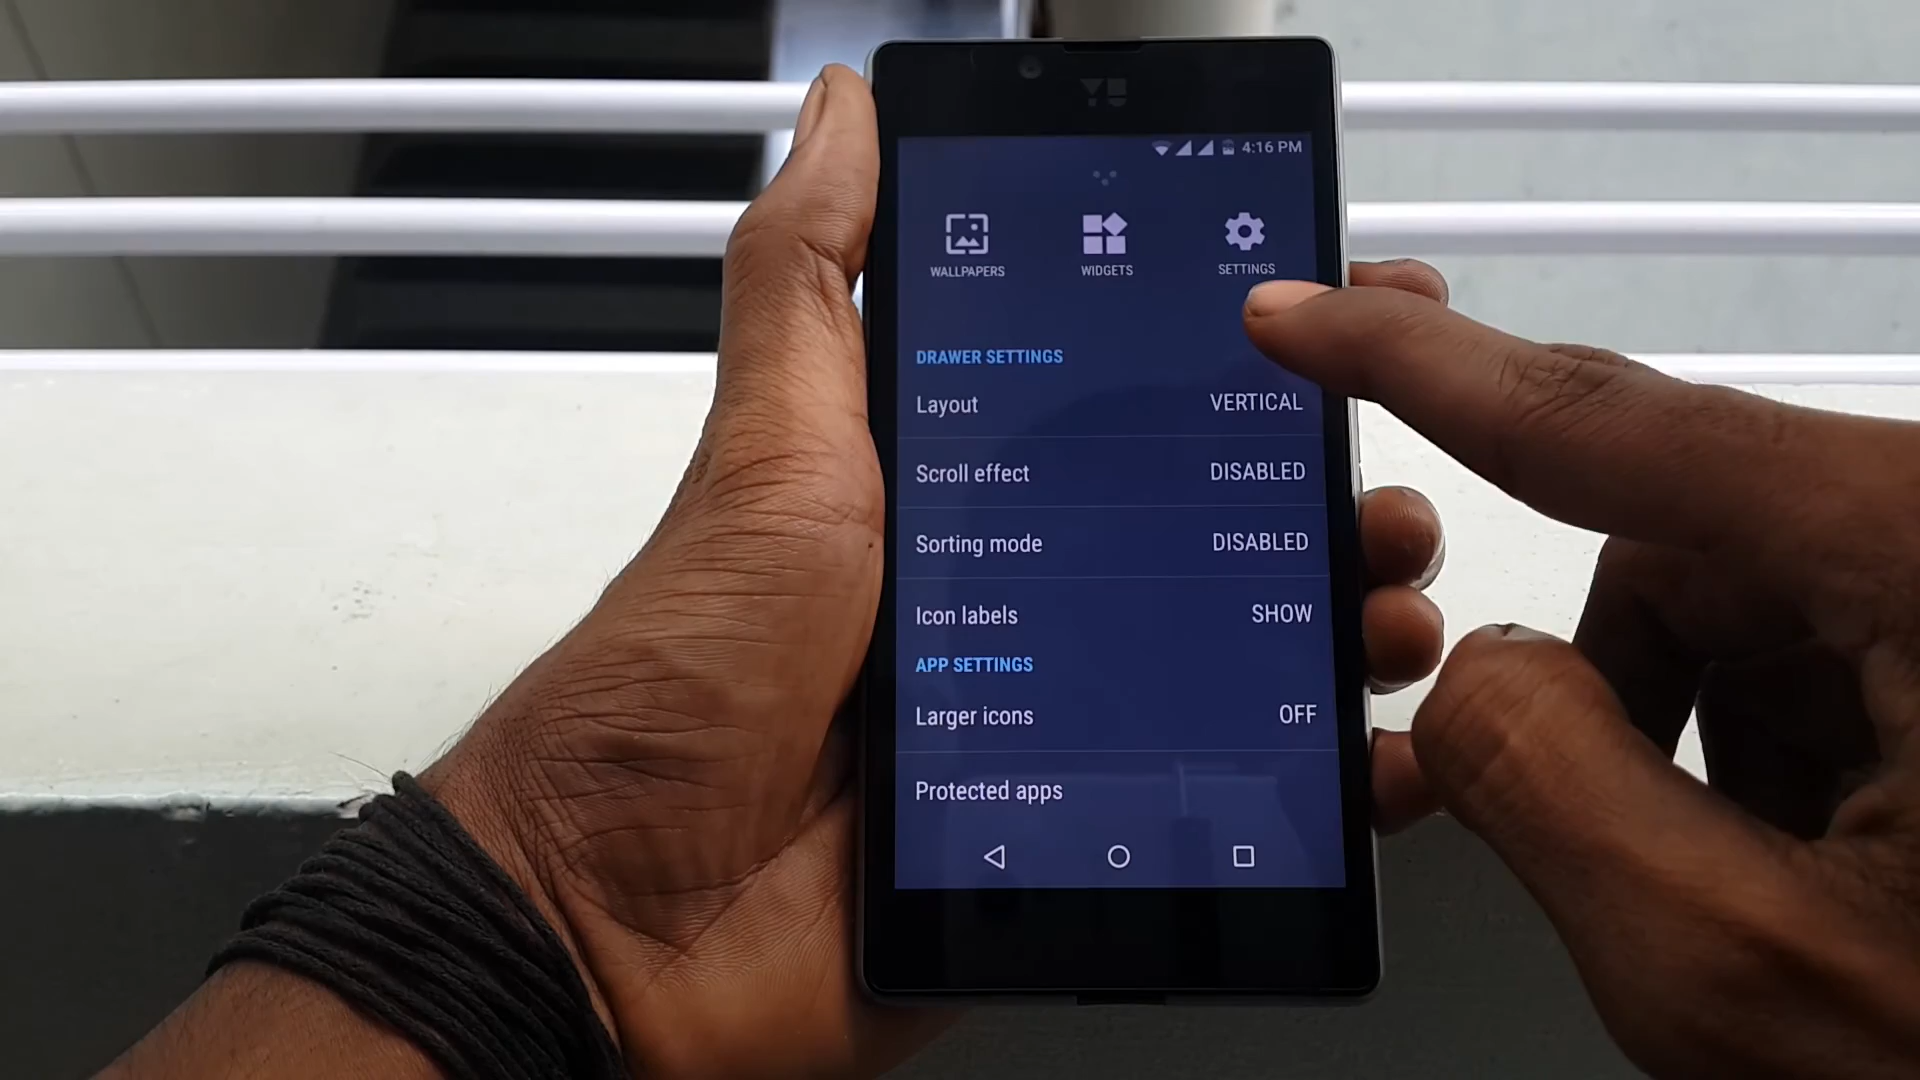 YU
4:16 PM
WALLPAPERS WIDGETS SETTINGS
DRAWER SETTINGS
Layout VERTICAL
Scroll effect DISABLED
Sorting mode DISABLED
Icon labels SHOW
APP SETTINGS
Larger icons OFF
Protected apps